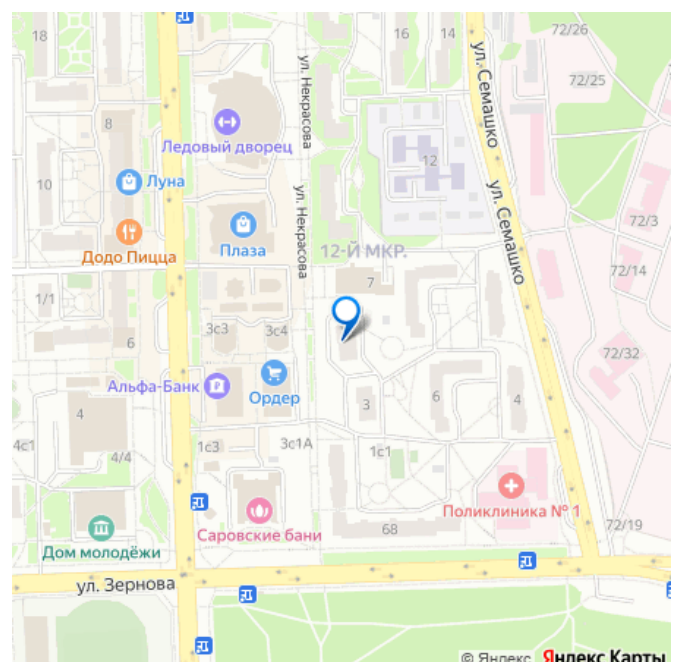 18
16
14
72/26
ул. Некрасова
ул. Семашко
72/25
8
Ледовый дворец
12
10
Луна
ул. Некрасова
ул. Семашко
72/3
Додо Пицца
Плаза
12-Й МКР.
72/14
7
1/1
3с3
3с4
6
72/32
Альфа-Банк
Ордер
3
6
4
4
4с1
4/4
1с3
3с1А
1с1
Поликлиника № 1
Саровские бани
68
72/19
Дом молодёжи
ул. Зернова
© Яндекс
Яндекс Карты